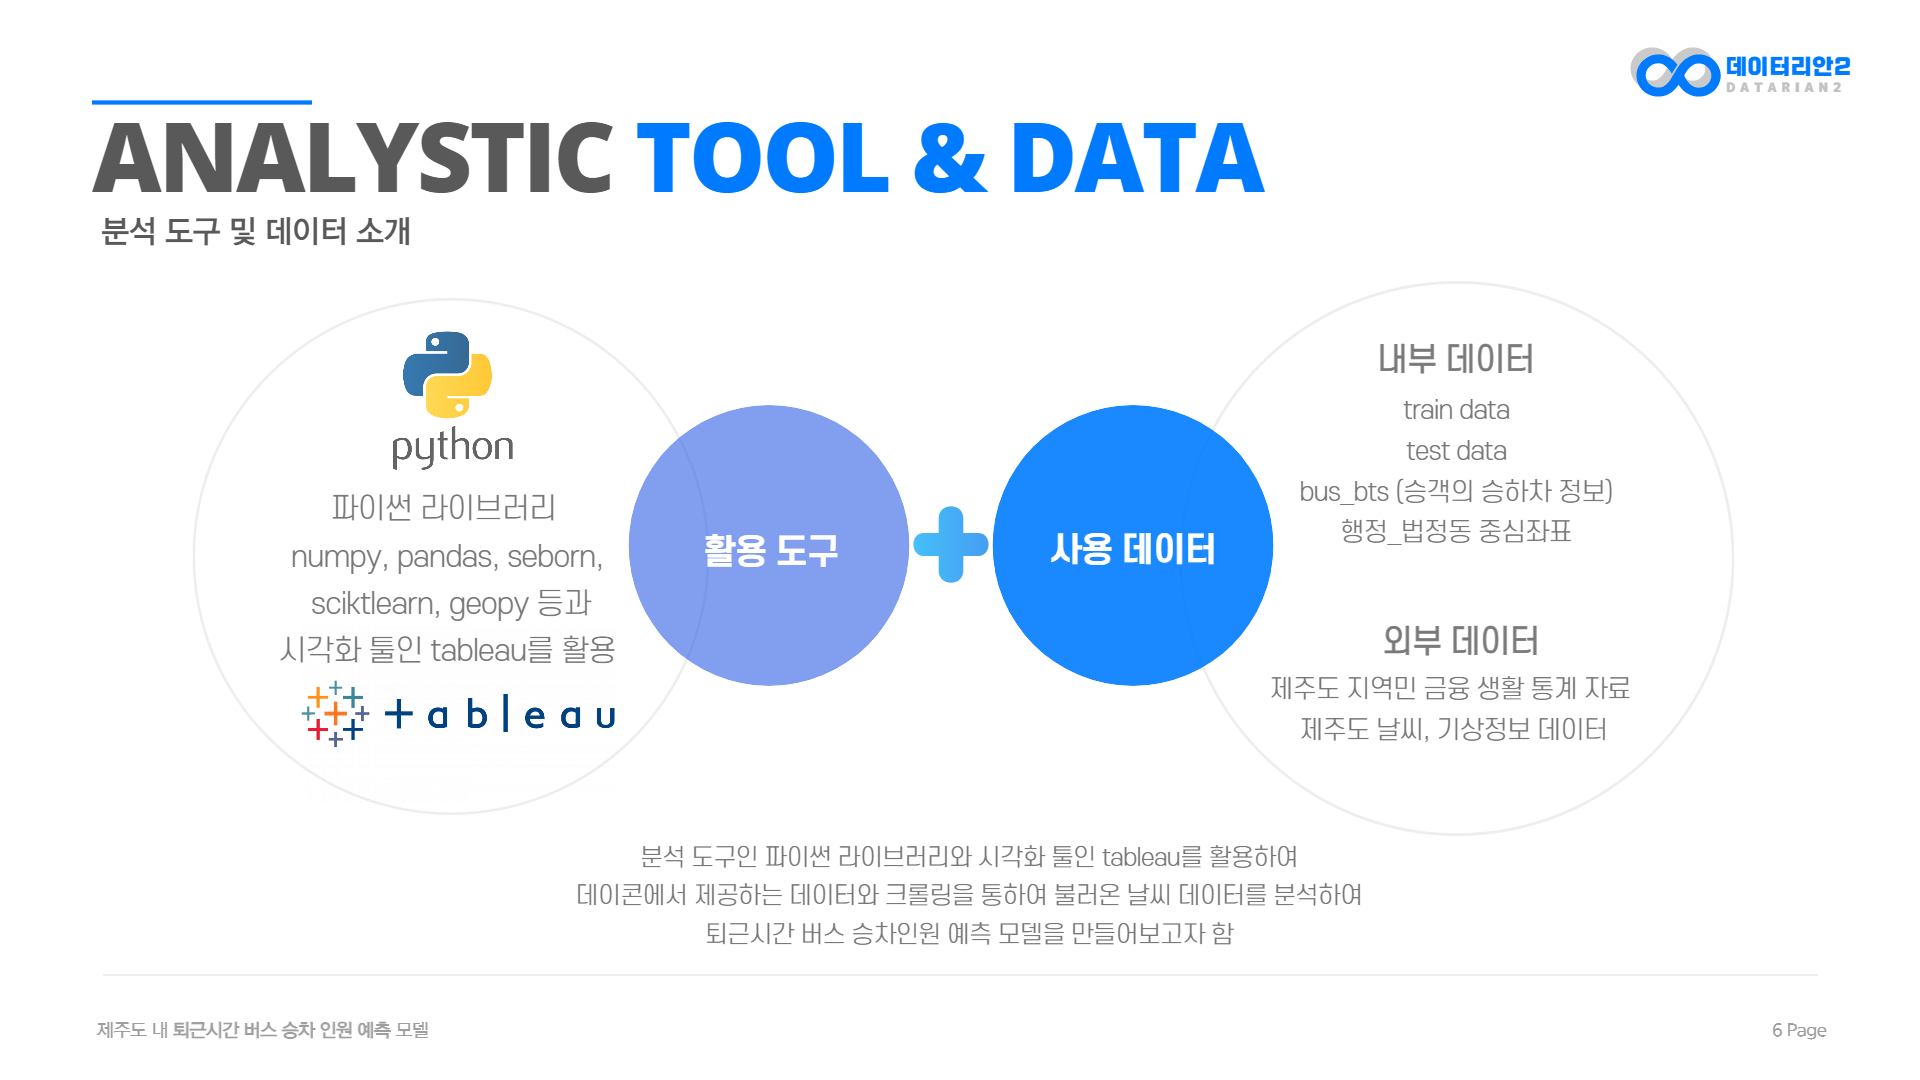 데이터리안2
DATARIAN2
ANALYSTIC TOOL & DATA
분석 도구 및 데이터 소개
python
파이썬 라이브러리
numpy, pandas, seborn,
sciktlearn, geopy 등과
시각화 툴인 tableau를 활용
+ableau
활용 도구
사용 데이터
내부 데이터
train data
test data
bus_bts (승객의 승하차 정보)
행정_법정동 중심좌표
외부 데이터
제주도 지역민 금융 생활 통계 자료
제주도 날씨, 기상정보 데이터
분석 도구인 파이썬 라이브러리와 시각화 툴인 tableau를 활용하여
데이콘에서 제공하는 데이터와 크롤링을 통하여 불러온 날씨 데이터를 분석하여
퇴근시간 버스 승차인원 예측 모델을 만들어보고자 함
제주도 내 퇴근시간 버스 승차 인원 예측 모델
6 Page